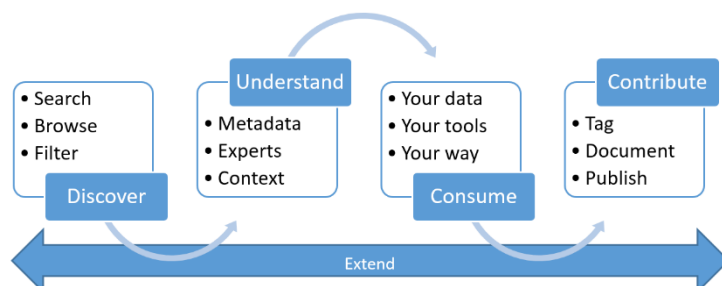 • Search
• Browse
• Filter
Discover
Understand
• Metadata
• Experts
• Context
• Your data
• Your tools
• Your way
Consume
Contribute
• Tag
• Document
• Publish
Extend